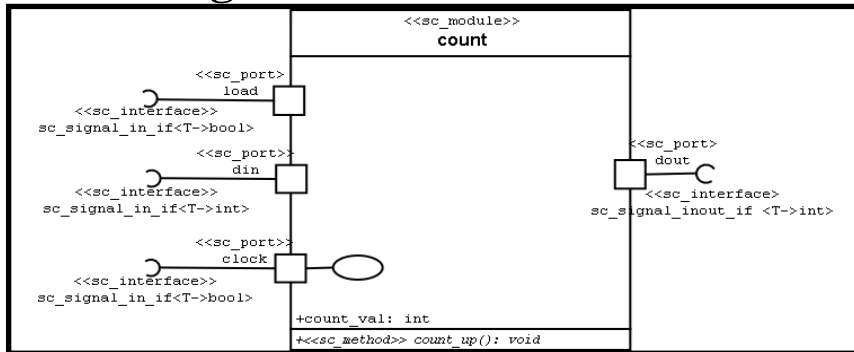 <<sc_module>>
count
<<sc_port>
load
<<sc_interface>>
sc_signal_in_if<T->bool>
<<sc_port>>
din
<<sc_interface>>
sc_signal_in_if<T->int>
<<sc_port>>
clock
<<sc_interface>>
sc_signal_in_if<T->bool>
<<sc_port>
dout
<<sc_interface>
sc_signal_inout_if <T->int>
+count_val: int
+<<sc_method>> count_up(): void